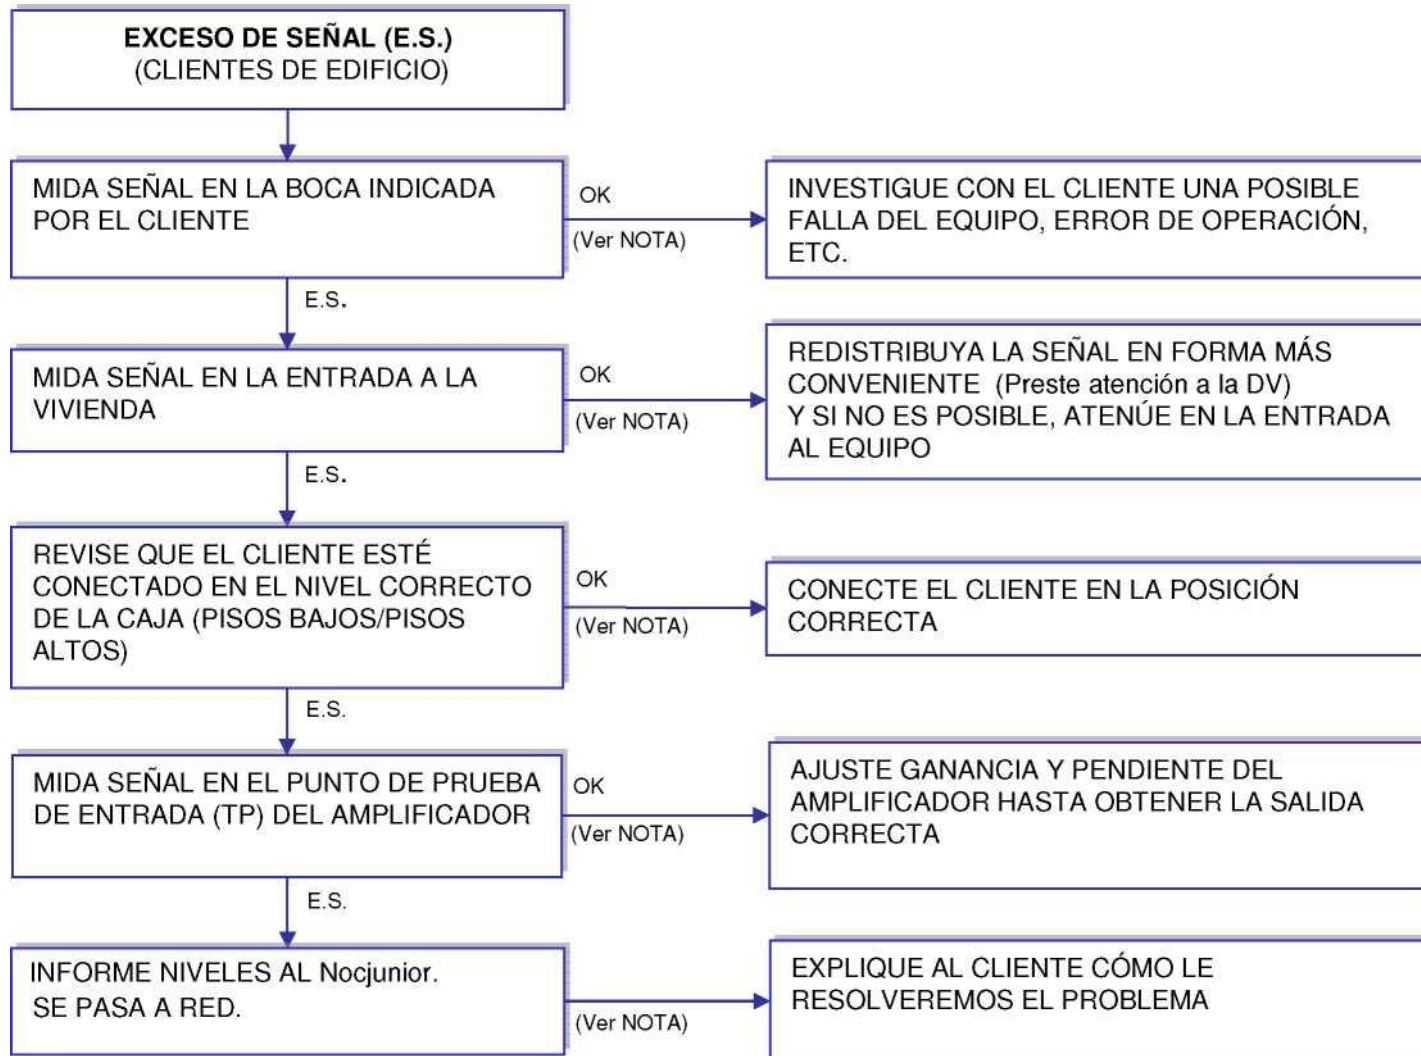 EXCESO DE SEÑAL (E.S.)
(CLIENTES DE EDIFICIO)
MIDA SEÑAL EN LA BOCA INDICADA
POR EL CLIENTE
OK
(Ver NOTA)
INVESTIGUE CON EL CLIENTE UNA POSIBLE
FALLA DEL EQUIPO, ERROR DE OPERACIÓN,
ETC.
E.S.
MIDA SEÑAL EN LA ENTRADA A LA
VIVIENDA
OK
(Ver NOTA)
REDISTRIBUYA LA SEÑAL EN FORMA MÁS
CONVENIENTE (Preste atención a la DV)
Y SI NO ES POSIBLE, ATENÚE EN LA ENTRADA
AL EQUIPO
E.S.
REVISE QUE EL CLIENTE ESTÉ
CONECTADO EN EL NIVEL CORRECTO
DE LA CAJA (PISOS BAJOS/PISOS
ALTOS)
OK
(Ver NOTA)
CONECTE EL CLIENTE EN LA POSICIÓN
CORRECTA
E.S.
MIDA SEÑAL EN EL PUNTO DE PRUEBA
DE ENTRADA (TP) DEL AMPLIFICADOR
OK
(Ver NOTA)
AJUSTE GANANCIA Y PENDIENTE DEL
AMPLIFICADOR HASTA OBTENER LA SALIDA
CORRECTA
E.S.
INFORME NIVELES AL Nocjunior.
SE PASA A RED.
(Ver NOTA)
EXPLIQUE AL CLIENTE CÓMO LE
RESOLVEREMOS EL PROBLEMA